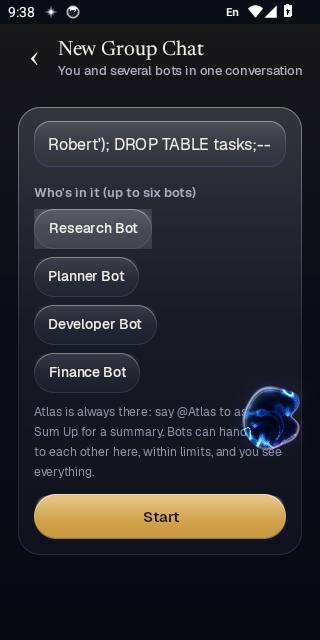 9:38
En
New Group Chat
You and several bots in one conversation
Robert'); DROP TABLE tasks;--
Who's in it (up to six bots)
Research Bot
Planner Bot
Developer Bot
Finance Bot
Atlas is always there: say @Atlas to
Sum Up for a summary. Bots can
to each other here, within limits, and you see
everything.
Start